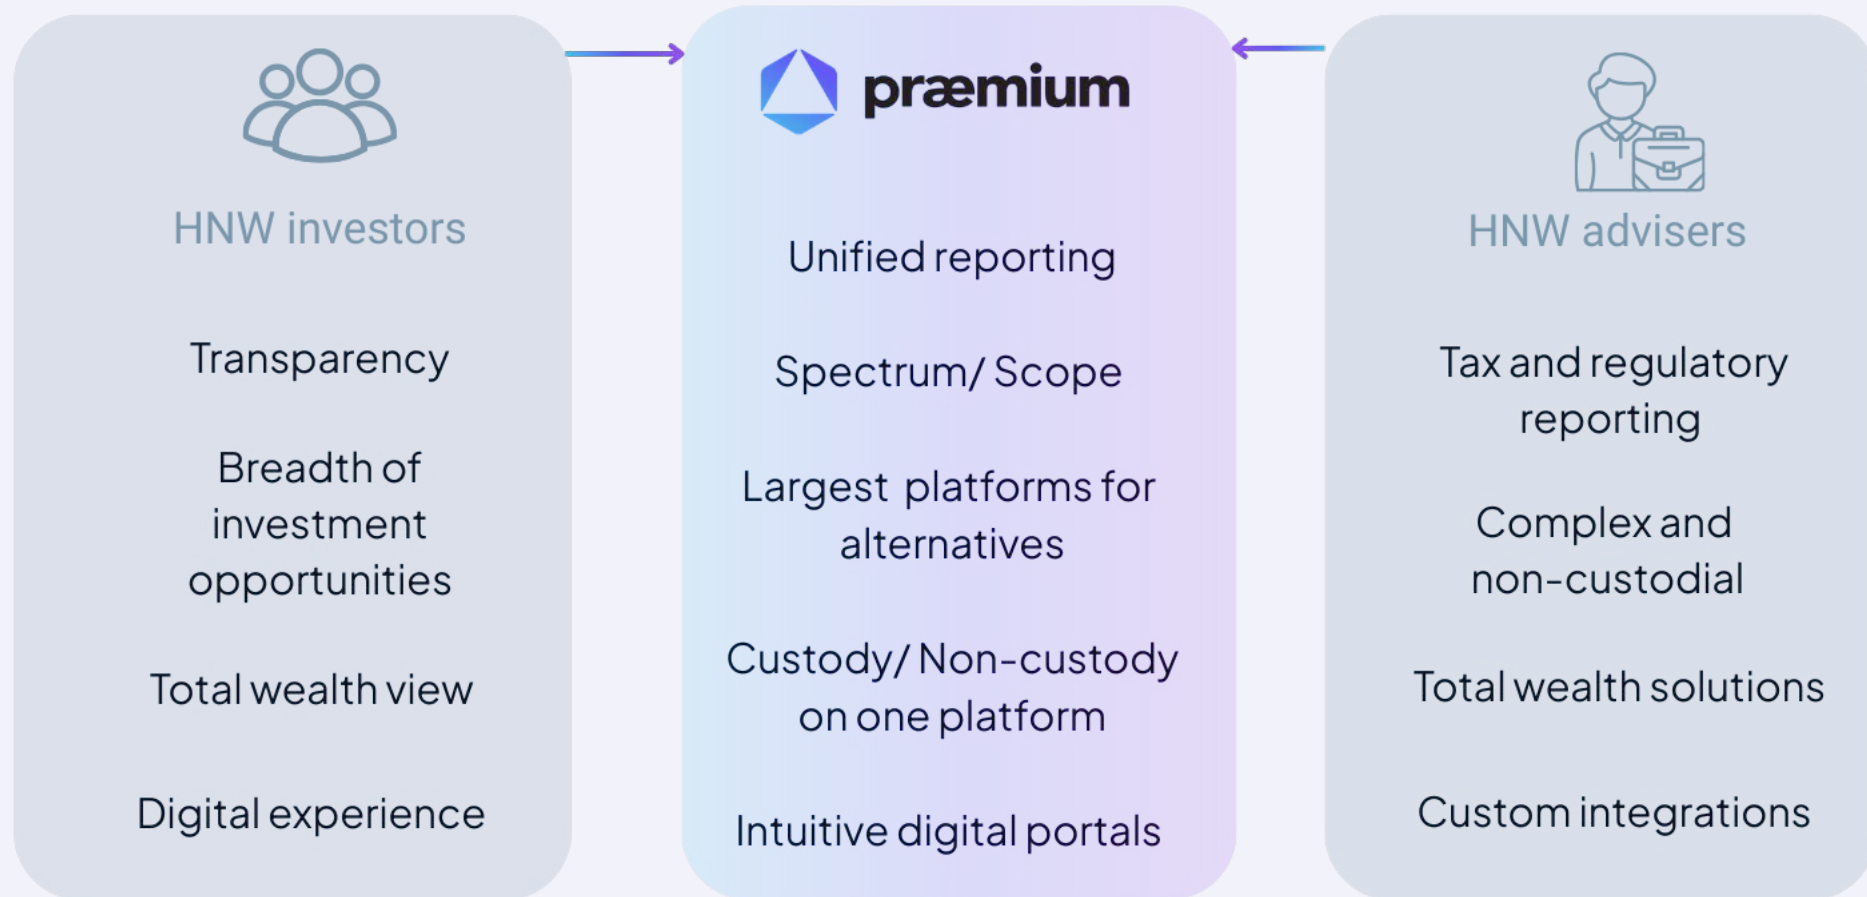 HNW investors
Transparency
Breadth of
investment
opportunities
Total wealth view
Digital experience
præmium
Unified reporting
Spectrum/ Scope
Largest platforms for
alternatives
Custody/ Non-custody
on one platform
Intuitive digital portals
HNW advisers
Tax and regulatory
reporting
Complex and
non-custodial
Total wealth solutions
Custom integrations